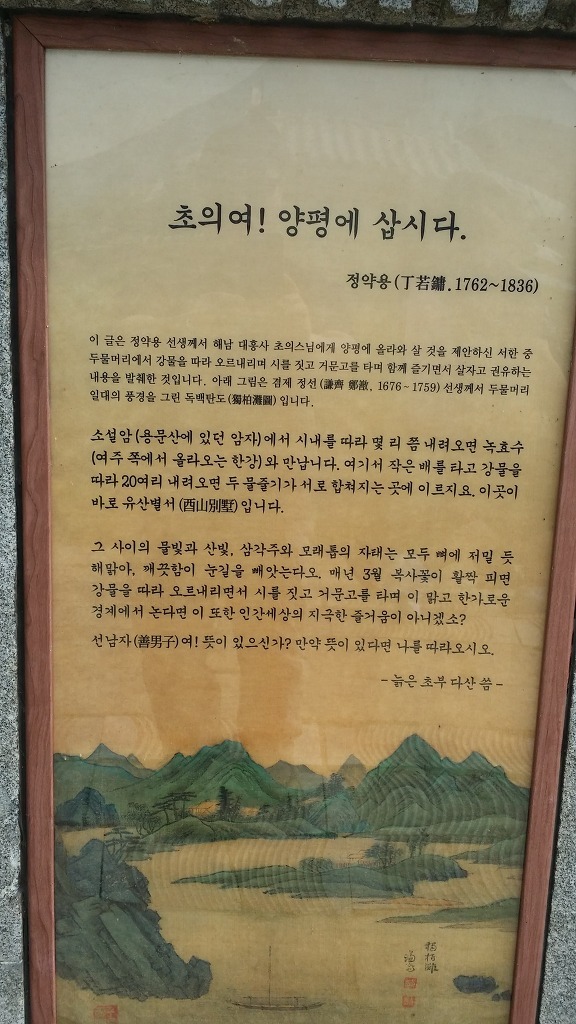 초의여! 양평에 삽시다.
정약용(丁若鏞.1762~1836)
이 글은 정약용 선생께서 해남 대흥사 초의스님에게 양평에 올라와 살 것을 제안하신 서한 중
두물머리에서 강물을 따라 오르내리며 시를 짓고 거문고를 타며 함께 즐기면서 살자고 권유하는
내용을 발췌한 것입니다. 아래 그림은 겸제 정선(謙齊 鄭敾. 1676~1759) 선생께서 두물머리
일대의 풍경을 그린 독백탄도(獨柏灘圖)입니다.
소설암(용문산에 있던 암자)에서 시내를 따라 몇 리 쯤 내려오면 녹효수
(여주 쪽에서 올라오는 한강)와 만납니다. 여기서 작은 배를 타고 강물을
따라 20여리 내려오면 두 물줄기가 서로 합쳐지는 곳에 이르지요. 이곳이
바로 유산별서(酉山別墅)입니다.
그 사이의 물빛과 산빛, 삼각주와 모래톱의 자태는 모두 뼈에 저밀 듯
해맑아, 깨끗함이 눈길을 빼앗는다오. 매년 3월 복사꽃이 활짝 피면
강물을 따라 오르내리면서 시를 짓고 거문고를 타며 이 맑고 한가로운
경계에서 논다면 이 또한 인간세상의 지극한 즐거움이 아니겠소?
선남자(善男子)여! 뜻이 있으신가? 만약 뜻이 있다면 나를 따라오시오.
- 늙은 초부 다산 씀 -
獨柏灘
謙齋